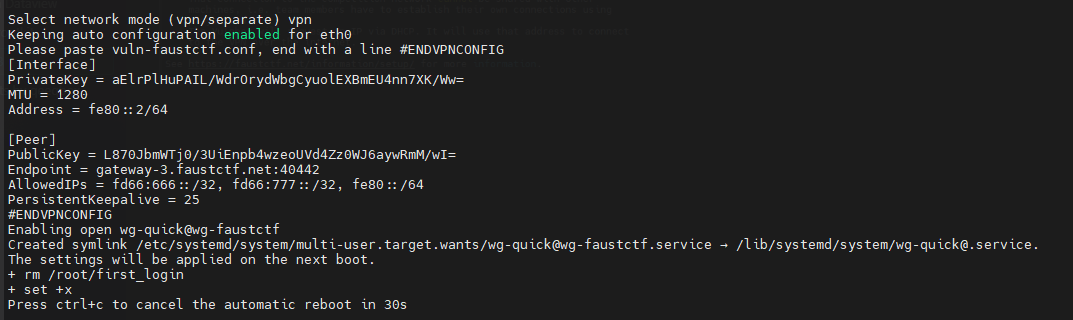 Select network mode (vpn/separate) vpn
Keeping auto configuration enabled for eth0
Please paste vuln-faustctf.conf, end with a line #ENDVPNCONFIG
[Interface]
PrivateKey = aElrPlHuPAIL/WdrOrydWbgCyuolEXBmEU4nn7XK/Ww=
MTU = 1280
Address = fe80::2/64

[Peer]
PublicKey = L870JbmWTj0/3UiEnpb4wzeoUVd4Zz0WJ6aywRmM/wI=
Endpoint = gateway-3.faustctf.net:40442
AllowedIPs = fd66:666::/32, fd66:777::/32, fe80::/64
PersistentKeepalive = 25
#ENDVPNCONFIG
Enabling open wg-quick@wg-faustctf
Created symlink /etc/systemd/system/multi-user.target.wants/wg-quick@wg-faustctf.service → /lib/systemd/system/wg-quick@.service.
The settings will be applied on the next boot.
+ rm /root/first_login
+ set +x
Press ctrl+c to cancel the automatic reboot in 30s